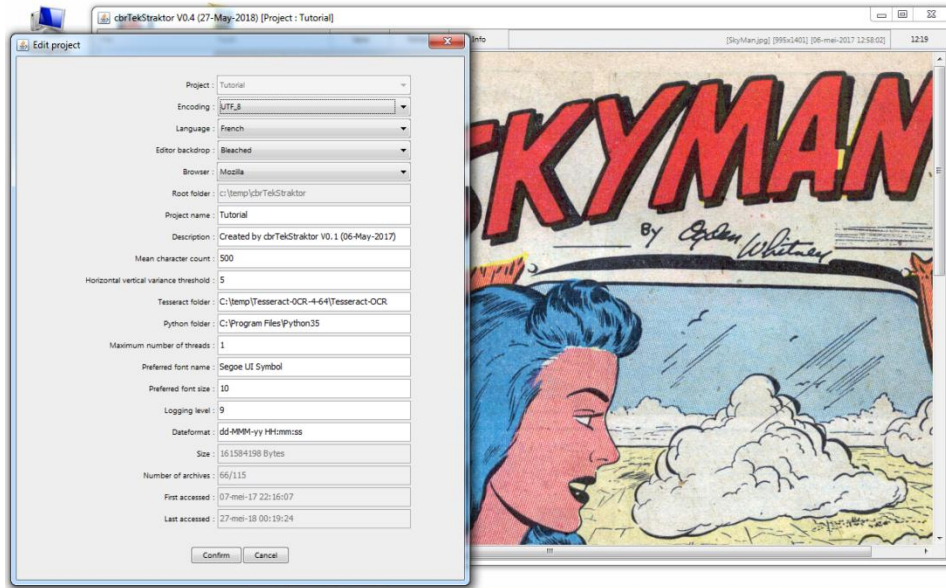 cbrTekStraktor V0.4 (27-May-2018) [Project : Tutorial]
Edit project
Info
[SkyMan.jpg] [995x1401] [06-mei-2017 12:58:02]
12:19
Project : Tutorial
Encoding : UTF_8
Language : French
Editor backdrop : Bleached
Browser : Mozilla
Root folder : c:\temp\cbrTekStraktor
Project name : Tutorial
Description : Created by cbrTekStraktor V0.1 (06-May-2017)
Mean character count : 500
Horizontal vertical variance threshold : 5
Tesseract folder : C:\temp\Tesseract-OCR-4-64\Tesseract-OCR
Python folder : C:\Program Files\Python35
Maximum number of threads : 1
Preferred font name : Segoe UI Symbol
Preferred font size : 10
Logging level : 9
Dateformat : dd-MMM-yy HH:mm:ss
Size : 161584198 Bytes
Number of archives : 66/115
First accessed : 07-mei-17 22:16:07
Last accessed : 27-mei-18 00:19:24
Confirm Cancel
SKYMAN
By Ogden Whitney